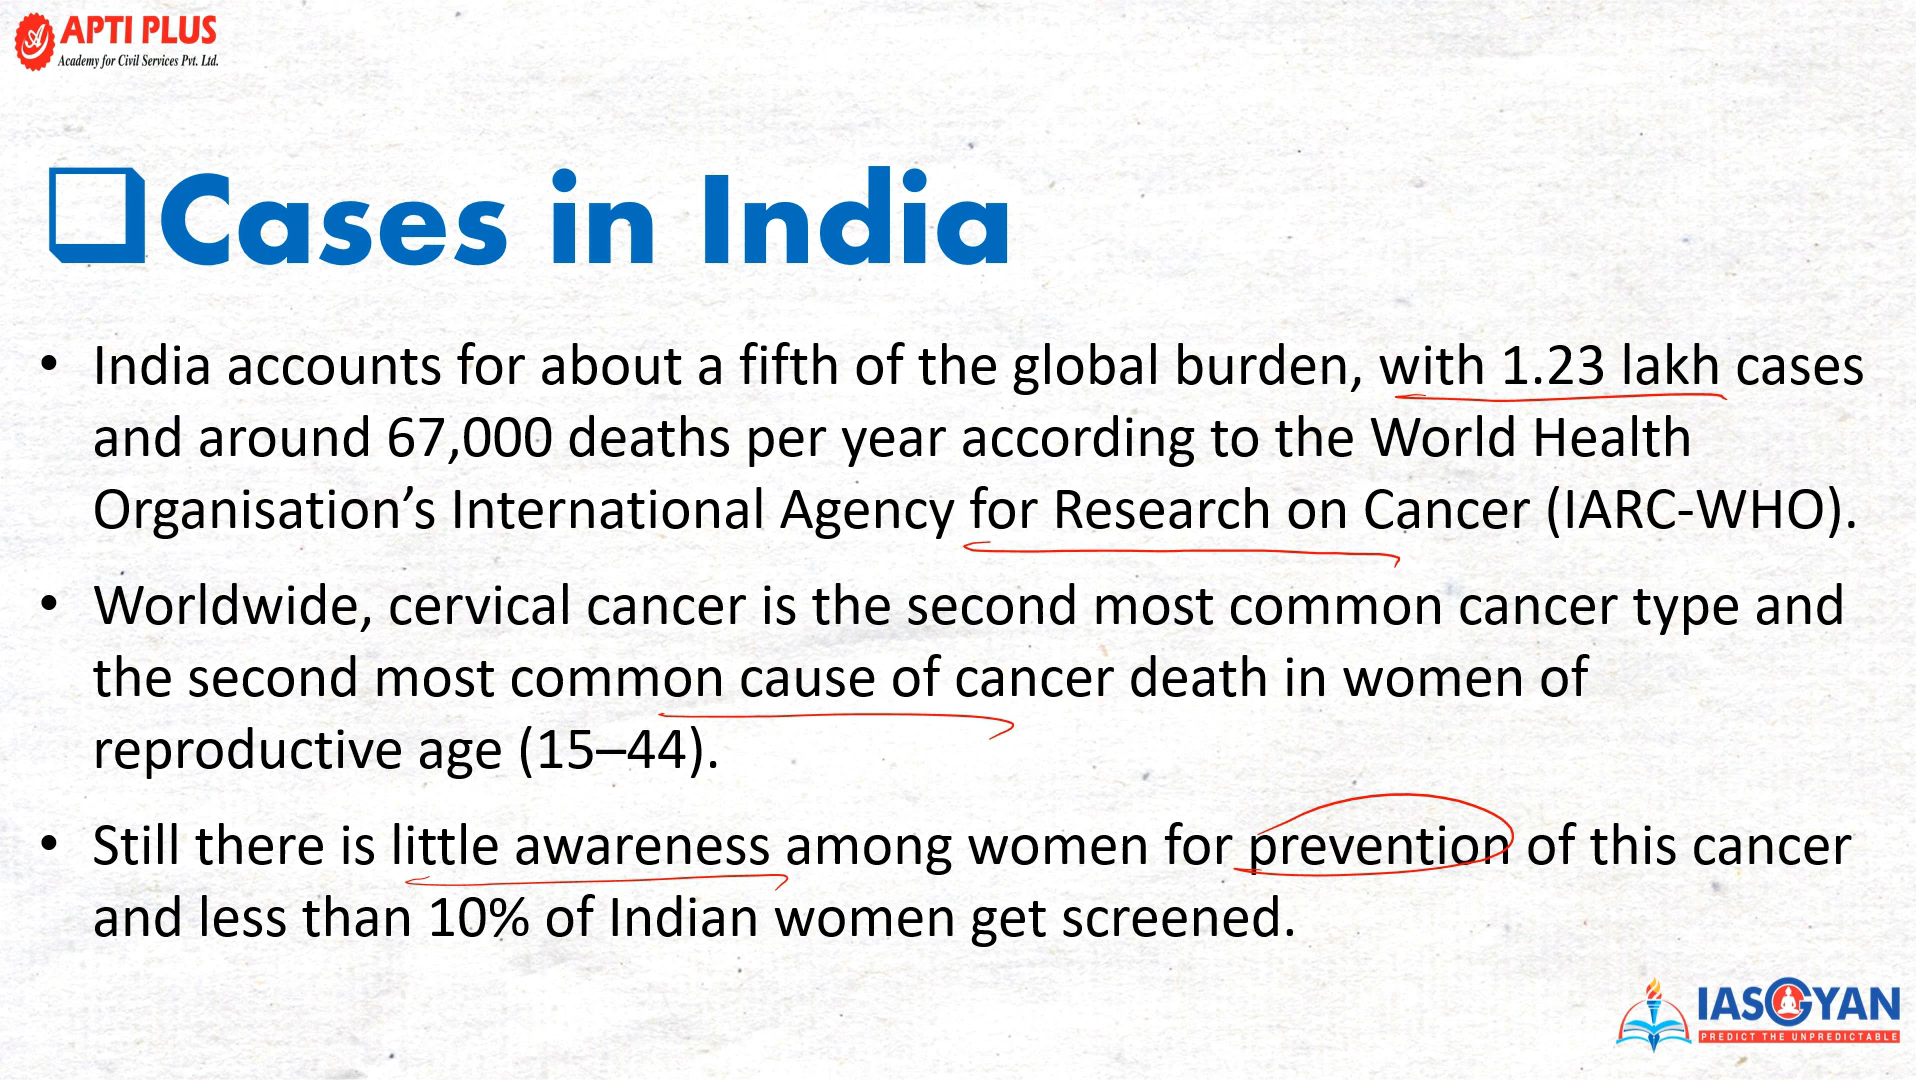 APTI PLUS
Academy for Civil Services Pvt. Ltd.
❑Cases in India
• India accounts for about a fifth of the global burden, with 1.23 lakh cases
and around 67,000 deaths per year according to the World Health
Organisation’s International Agency for Research on Cancer (IARC-WHO).
• Worldwide, cervical cancer is the second most common cancer type and
the second most common cause of cancer death in women of
reproductive age (15–44).
• Still there is little awareness among women for prevention of this cancer
and less than 10% of Indian women get screened.
IASGYAN
PREDICT THE UNPREDICTABLE